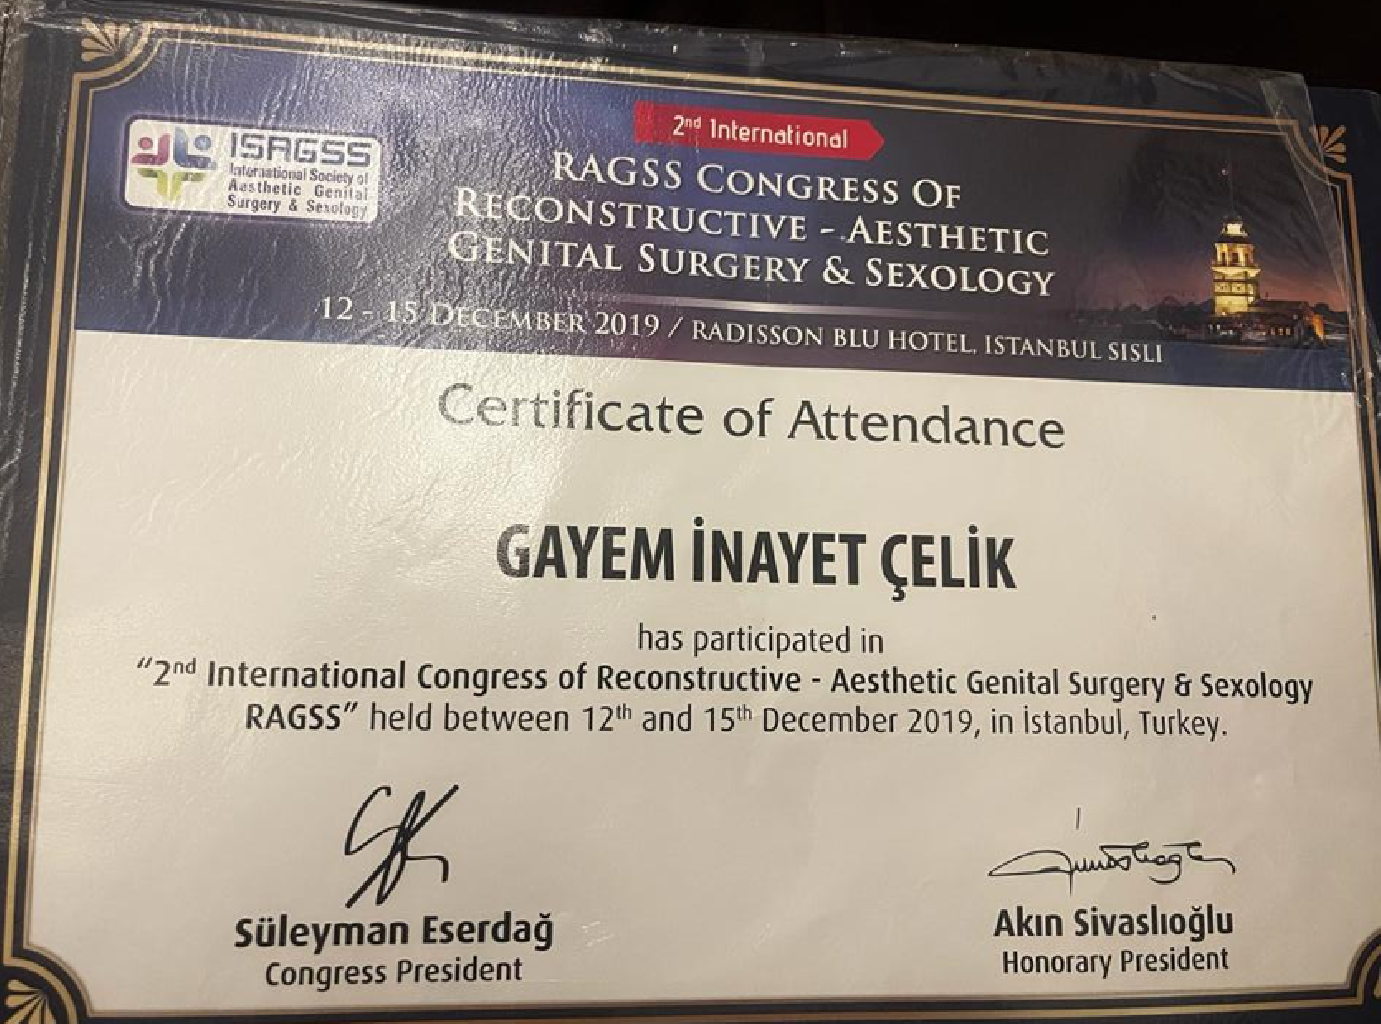 ISAGSS
International Society of
Aesthetic Genital
Surgery & Sexology
2nd International
RAGSS CONGRESS OF
RECONSTRUCTIVE - AESTHETIC
GENITAL SURGERY & SEXOLOGY
12 - 15 DECEMBER 2019 / RADISSON BLU HOTEL, ISTANBUL SISLI
Certificate of Attendance
GAYEM İNAYET ÇELİK
has participated in
“2nd International Congress of Reconstructive - Aesthetic Genital Surgery & Sexology
RAGSS” held between 12th and 15th December 2019, in İstanbul, Turkey.
Süleyman Eserdağ
Congress President
Akın Sivaslıoğlu
Honorary President